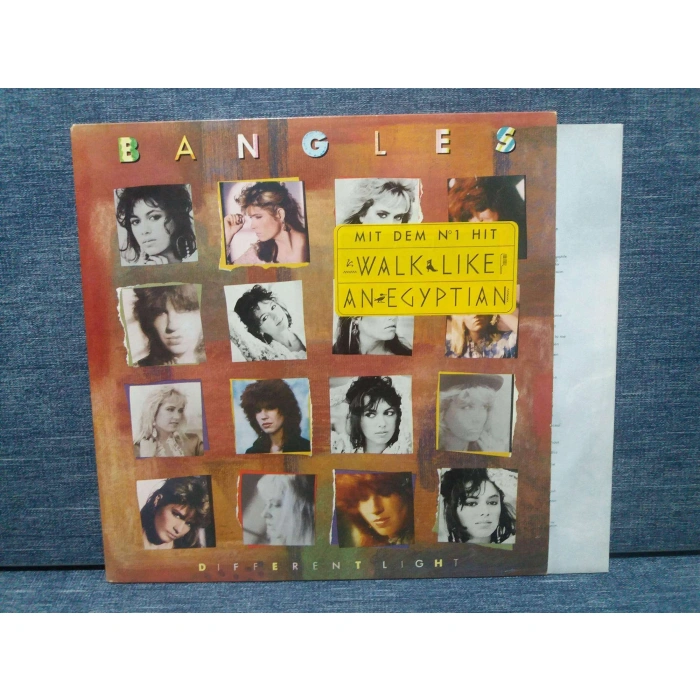 BANGLES
MIT DEM Nº1 HIT
WALK LIKE
AN EGYPTIAN
DIFFERENT LIGHT